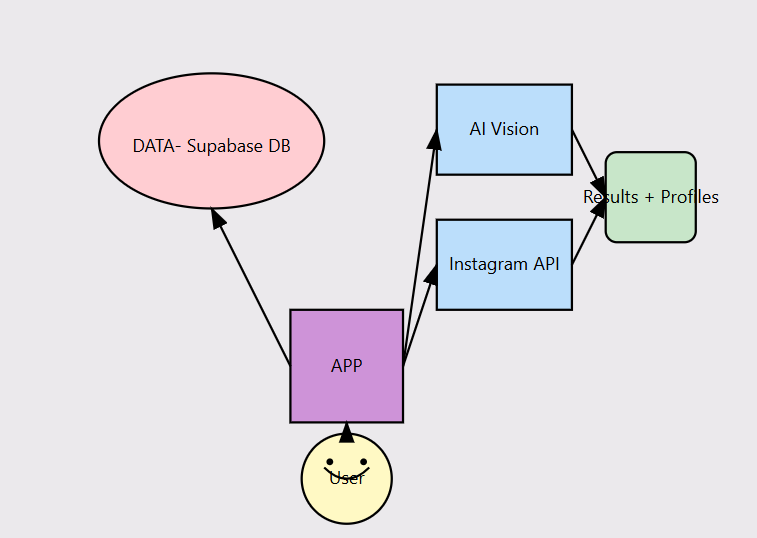 AI Vision
DATA- Supabase DB
Results + Profiles
Instagram API
APP
User